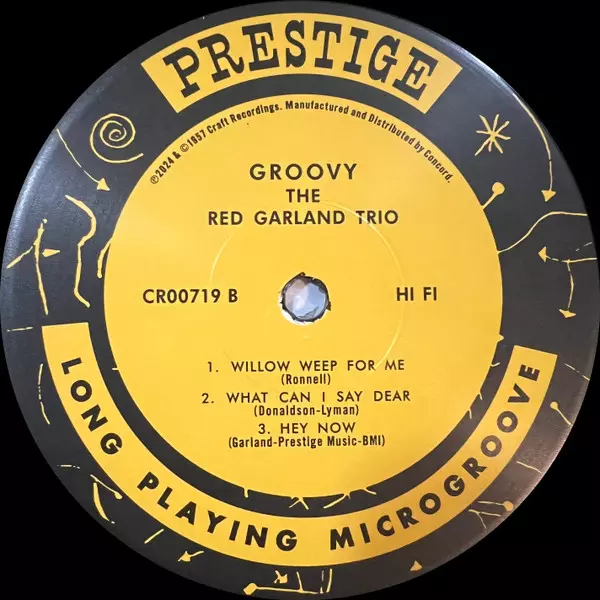 PRESTIGE
℗2024 & ©1957 Craft Recordings. Manufactured and Distributed by Concord.
GROOVY
THE
RED GARLAND TRIO
CR00719 B
HI FI
1. WILLOW WEEP FOR ME
(Ronnell)
2. WHAT CAN I SAY DEAR
(Donaldson-Lyman)
3. HEY NOW
(Garland-Prestige Music-BMI)
LONG PLAYING MICROGROOVE